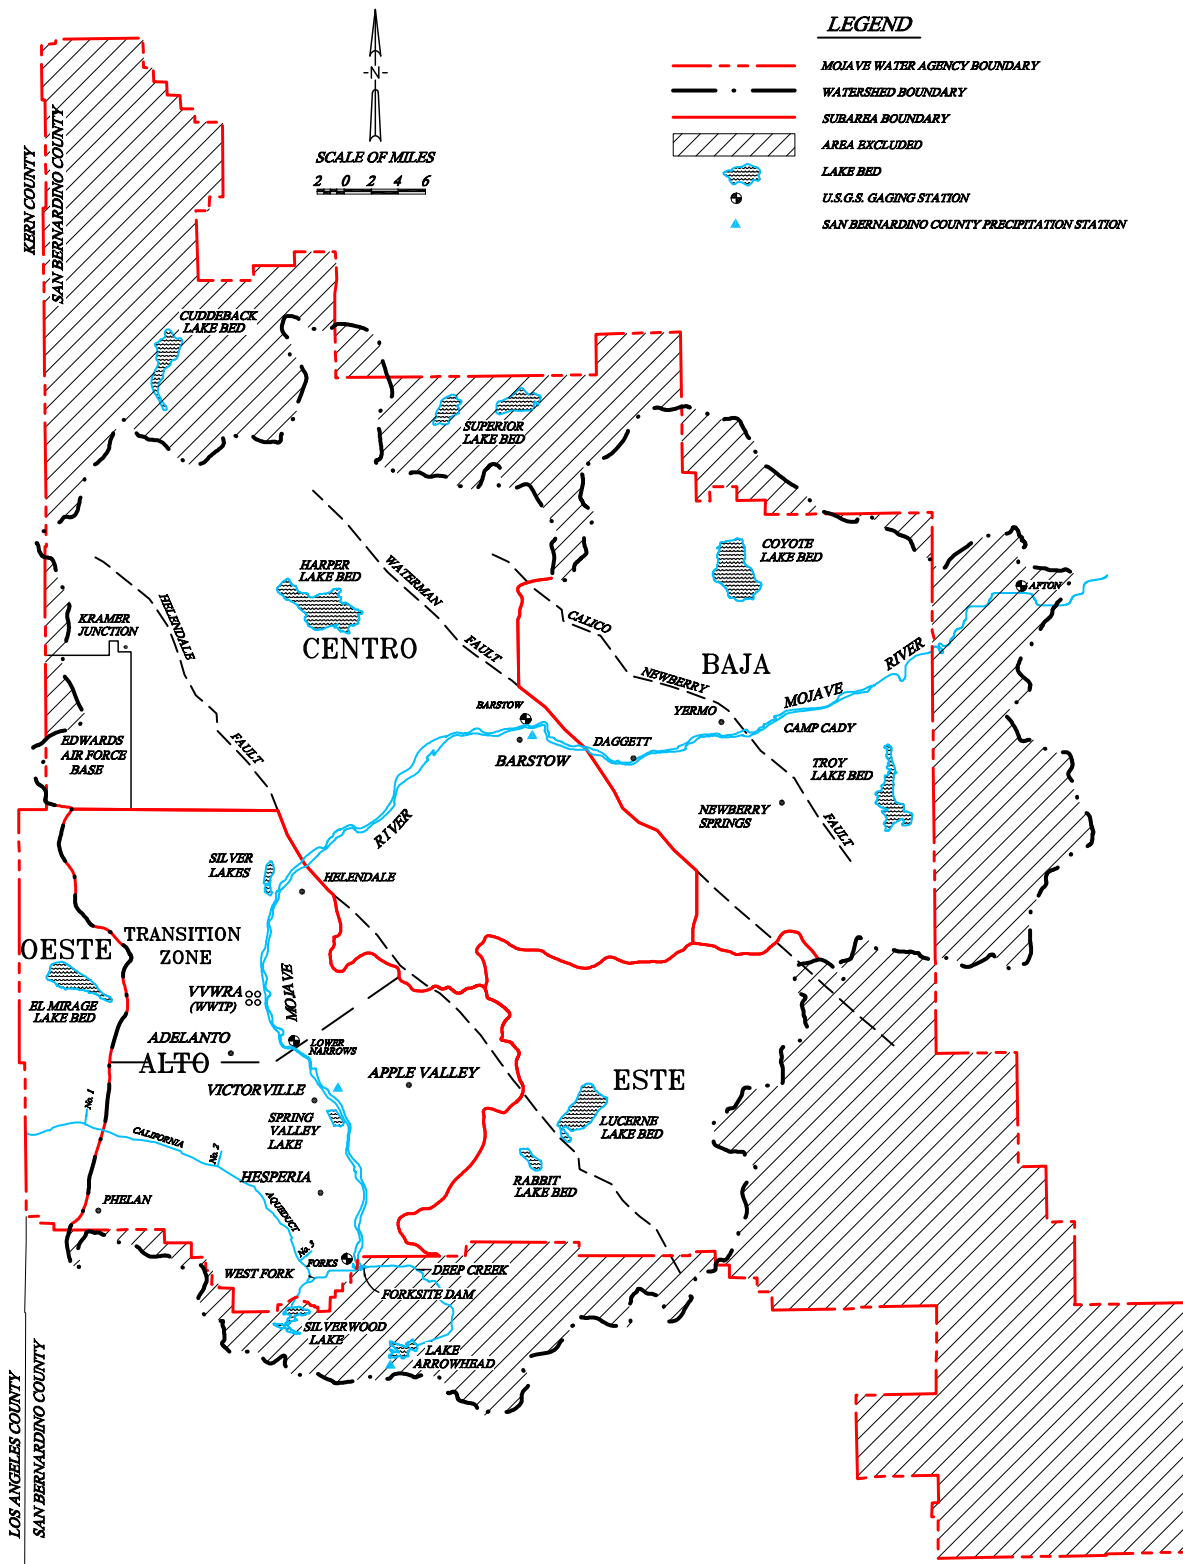 LEGEND
MOJAVE WATER AGENCY BOUNDARY
WATERSHED BOUNDARY
SUBAREA BOUNDARY
AREA EXCLUDED
LAKE BED
U.S.G.S. GAGING STATION
SAN BERNARDINO COUNTY PRECIPITATION STATION
-N-
SCALE OF MILES
2 0 2 4 6
KERN COUNTY
SAN BERNARDINO COUNTY
CUDDEBACK
LAKE BED
SUPERIOR
LAKE BED
COYOTE
LAKE BED
HARPER
LAKE BED
WATERMAN
FAULT
HELENDALE
FAULT
KRAMER
JUNCTION
CENTRO
CALICO
NEWBERRY
FAULT
BAJA
AFTON
MOJAVE
RIVER
BARSTOW
YERMO
CAMP CADY
DAGGETT
BARSTOW
EDWARDS
AIR FORCE
BASE
TROY
LAKE BED
NEWBERRY
SPRINGS
RIVER
SILVER
LAKES
HELENDALE
TRANSITION
ZONE
OESTE
EL MIRAGE
LAKE BED
VVWRA
(WWTP)
MOJAVE
ADELANTO
LOWER
NARROWS
ALTO
VICTORVILLE
APPLE VALLEY
ESTE
SPRING
VALLEY
LAKE
LUCERNE
LAKE BED
No. 1
CALIFORNIA
No. 2
HESPERIA
RABBIT
LAKE BED
PHELAN
AQUEDUCT
No. 3
FORKS
WEST FORK
DEEP CREEK
FORKSITE DAM
SILVERWOOD
LAKE
LAKE
ARROWHEAD
LOS ANGELES COUNTY
SAN BERNARDINO COUNTY